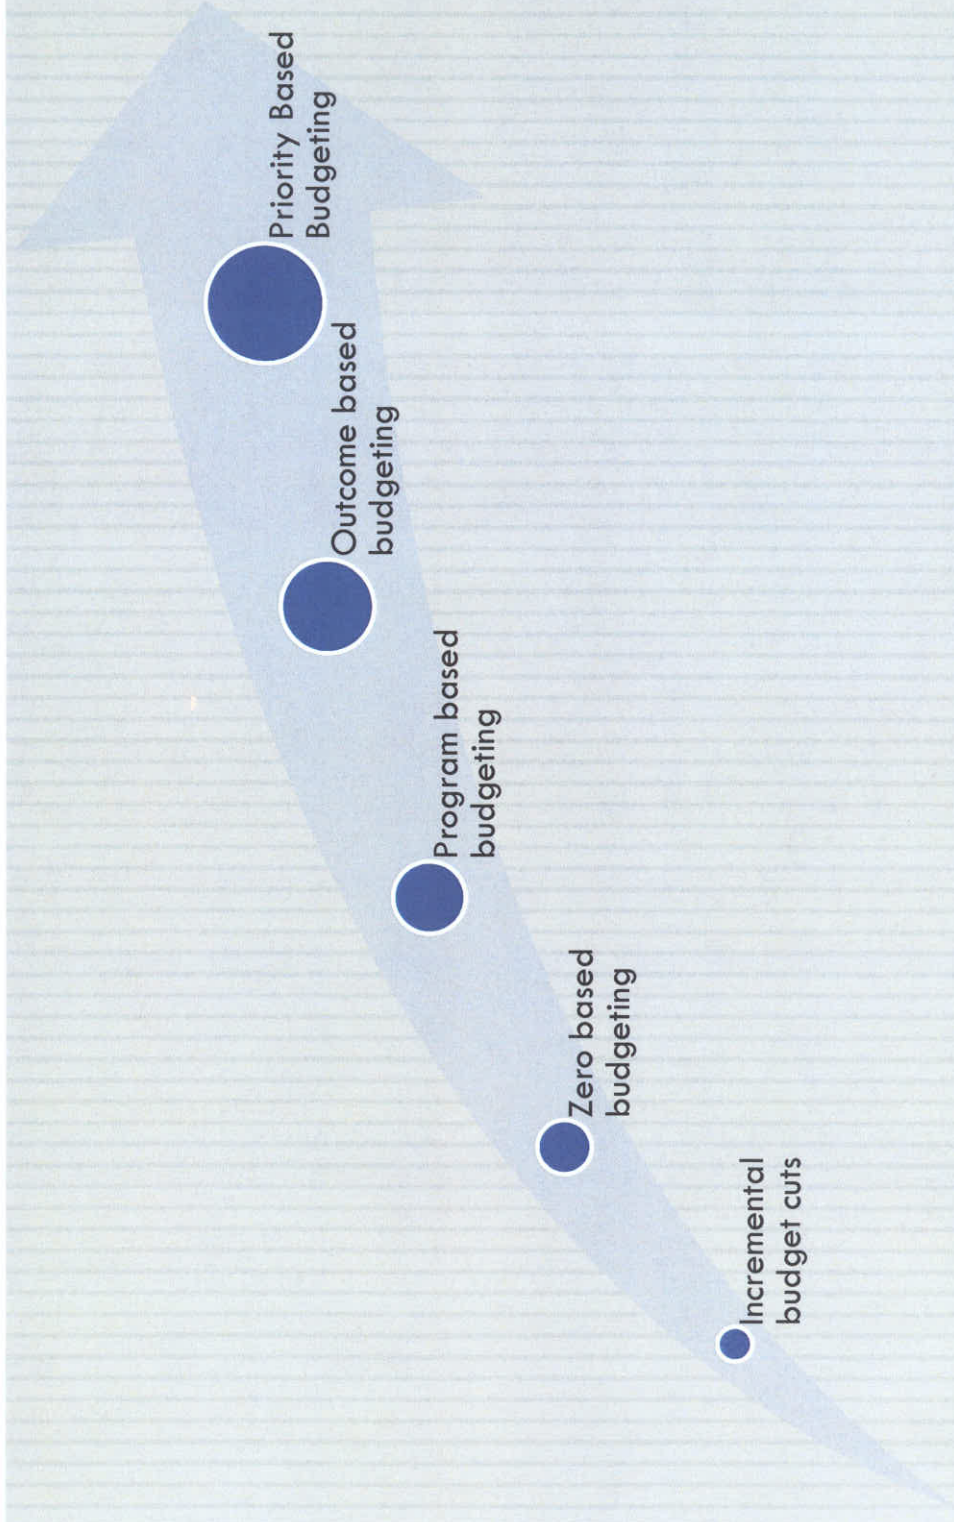 Incremental
budget cuts
Zero based
budgeting
Program based
budgeting
Outcome based
budgeting
Priority Based
Budgeting